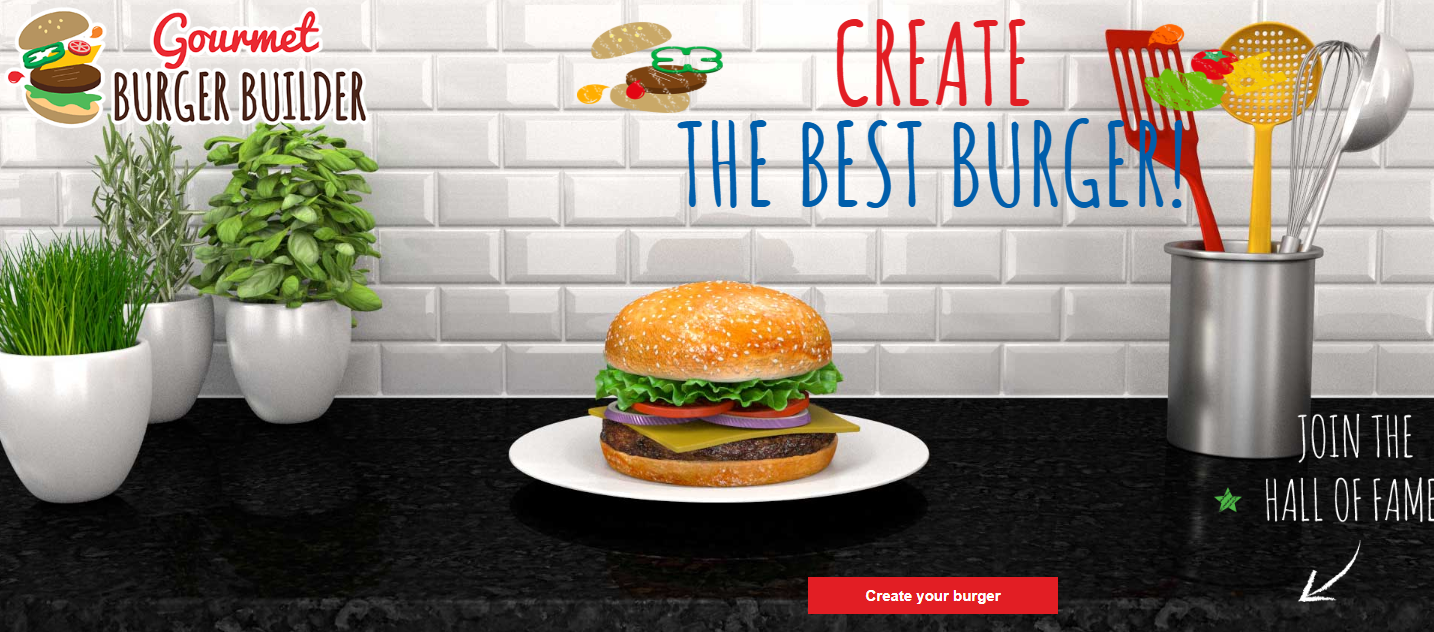 Gourmet
BURGER BUILDER
CREATE
THE BEST BURGER!
JOIN THE
HALL OF FAME
Create your burger